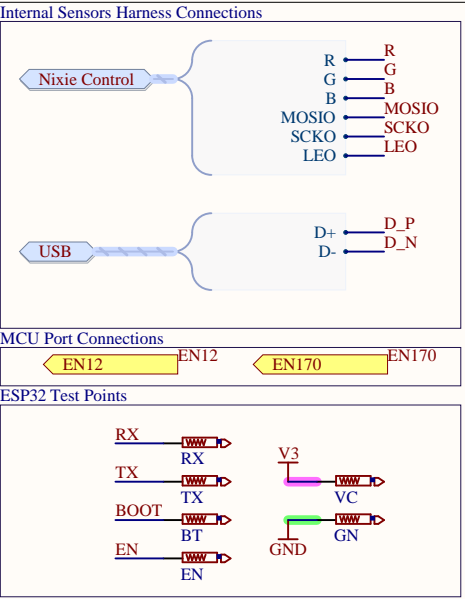 Internal Sensors Harness Connections
Nixie Control
R R
G G
B B
MOSIO MOSIO
SCKO SCKO
LEO LEO
USB
D+ D_P
D- D_N
MCU Port Connections
EN12 EN12 EN170 EN170
ESP32 Test Points
RX
RX
TX
TX
BOOT
BT
EN
EN
V3
VC
GND
GN